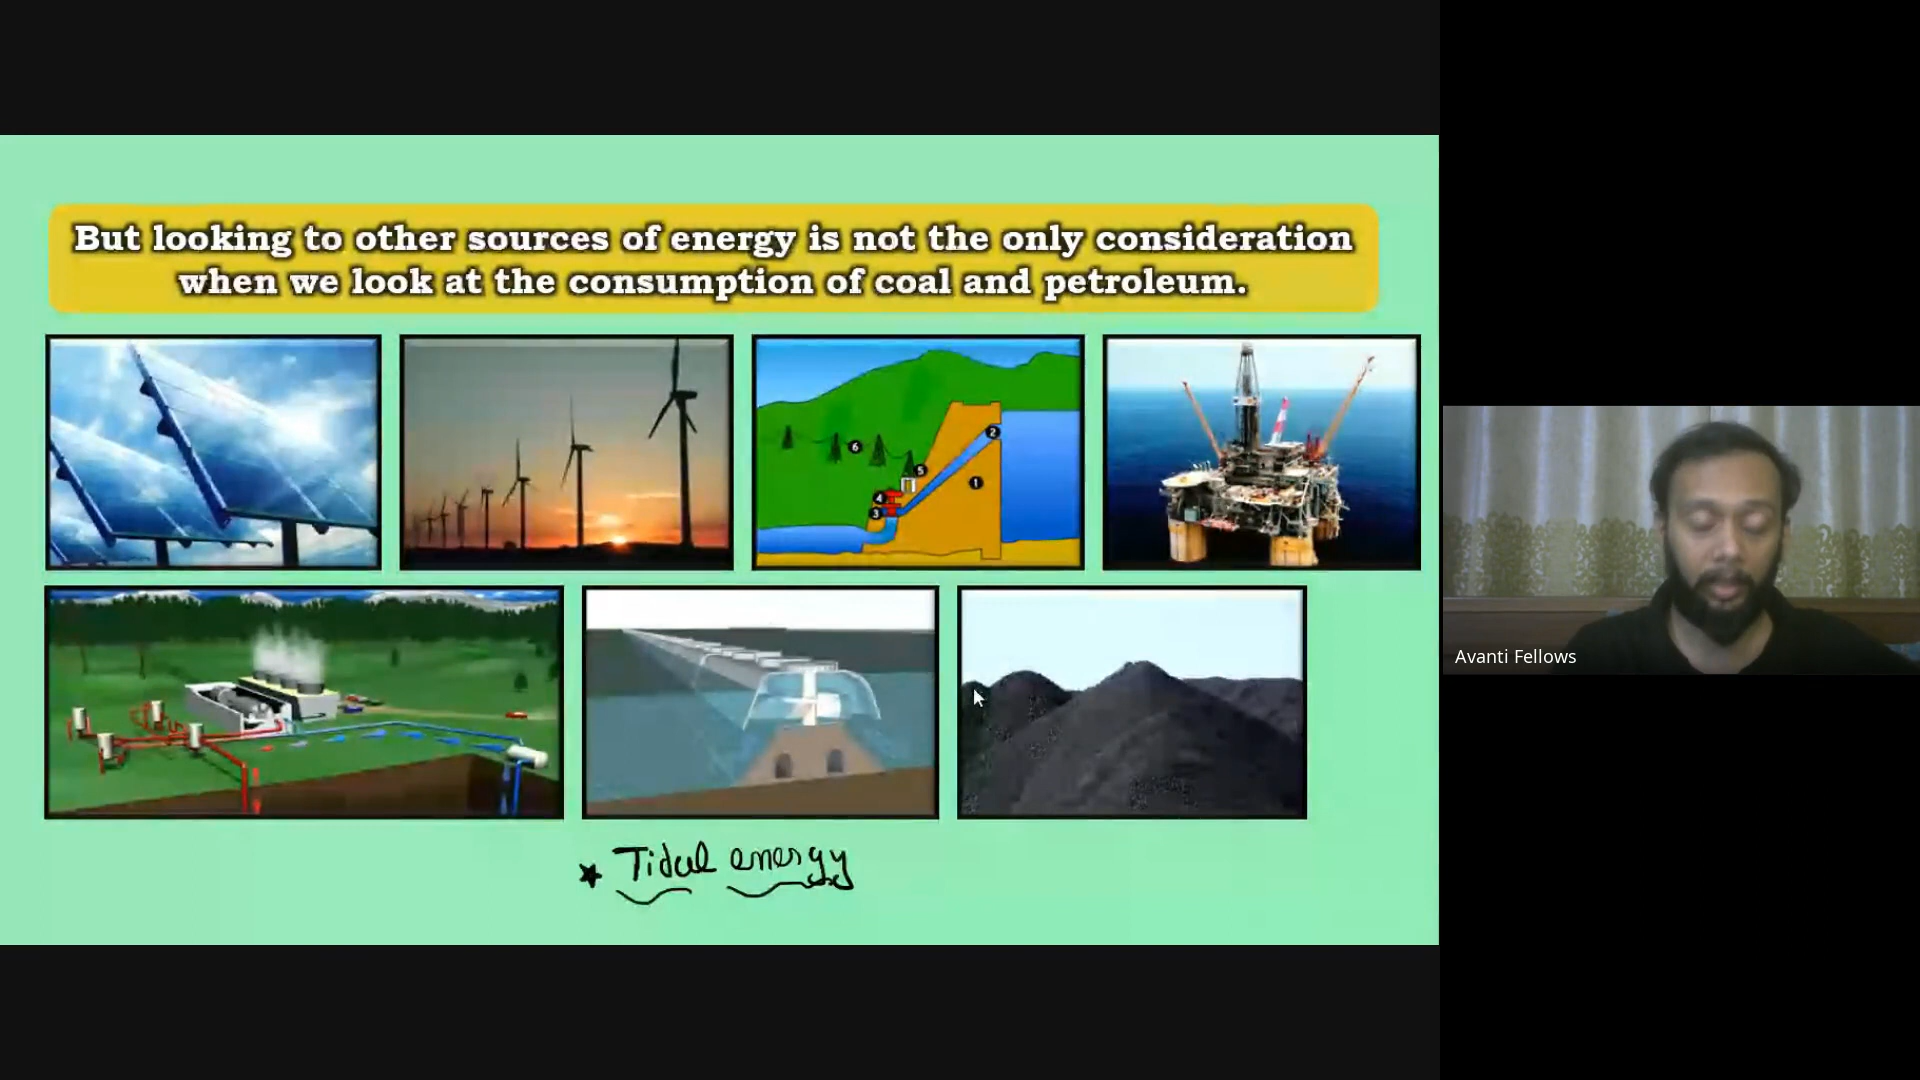 But looking to other sources of energy is not the only consideration
when we look at the consumption of coal and petroleum.
6
2
5
1
4
3
Avanti Fellows
Tidal energy